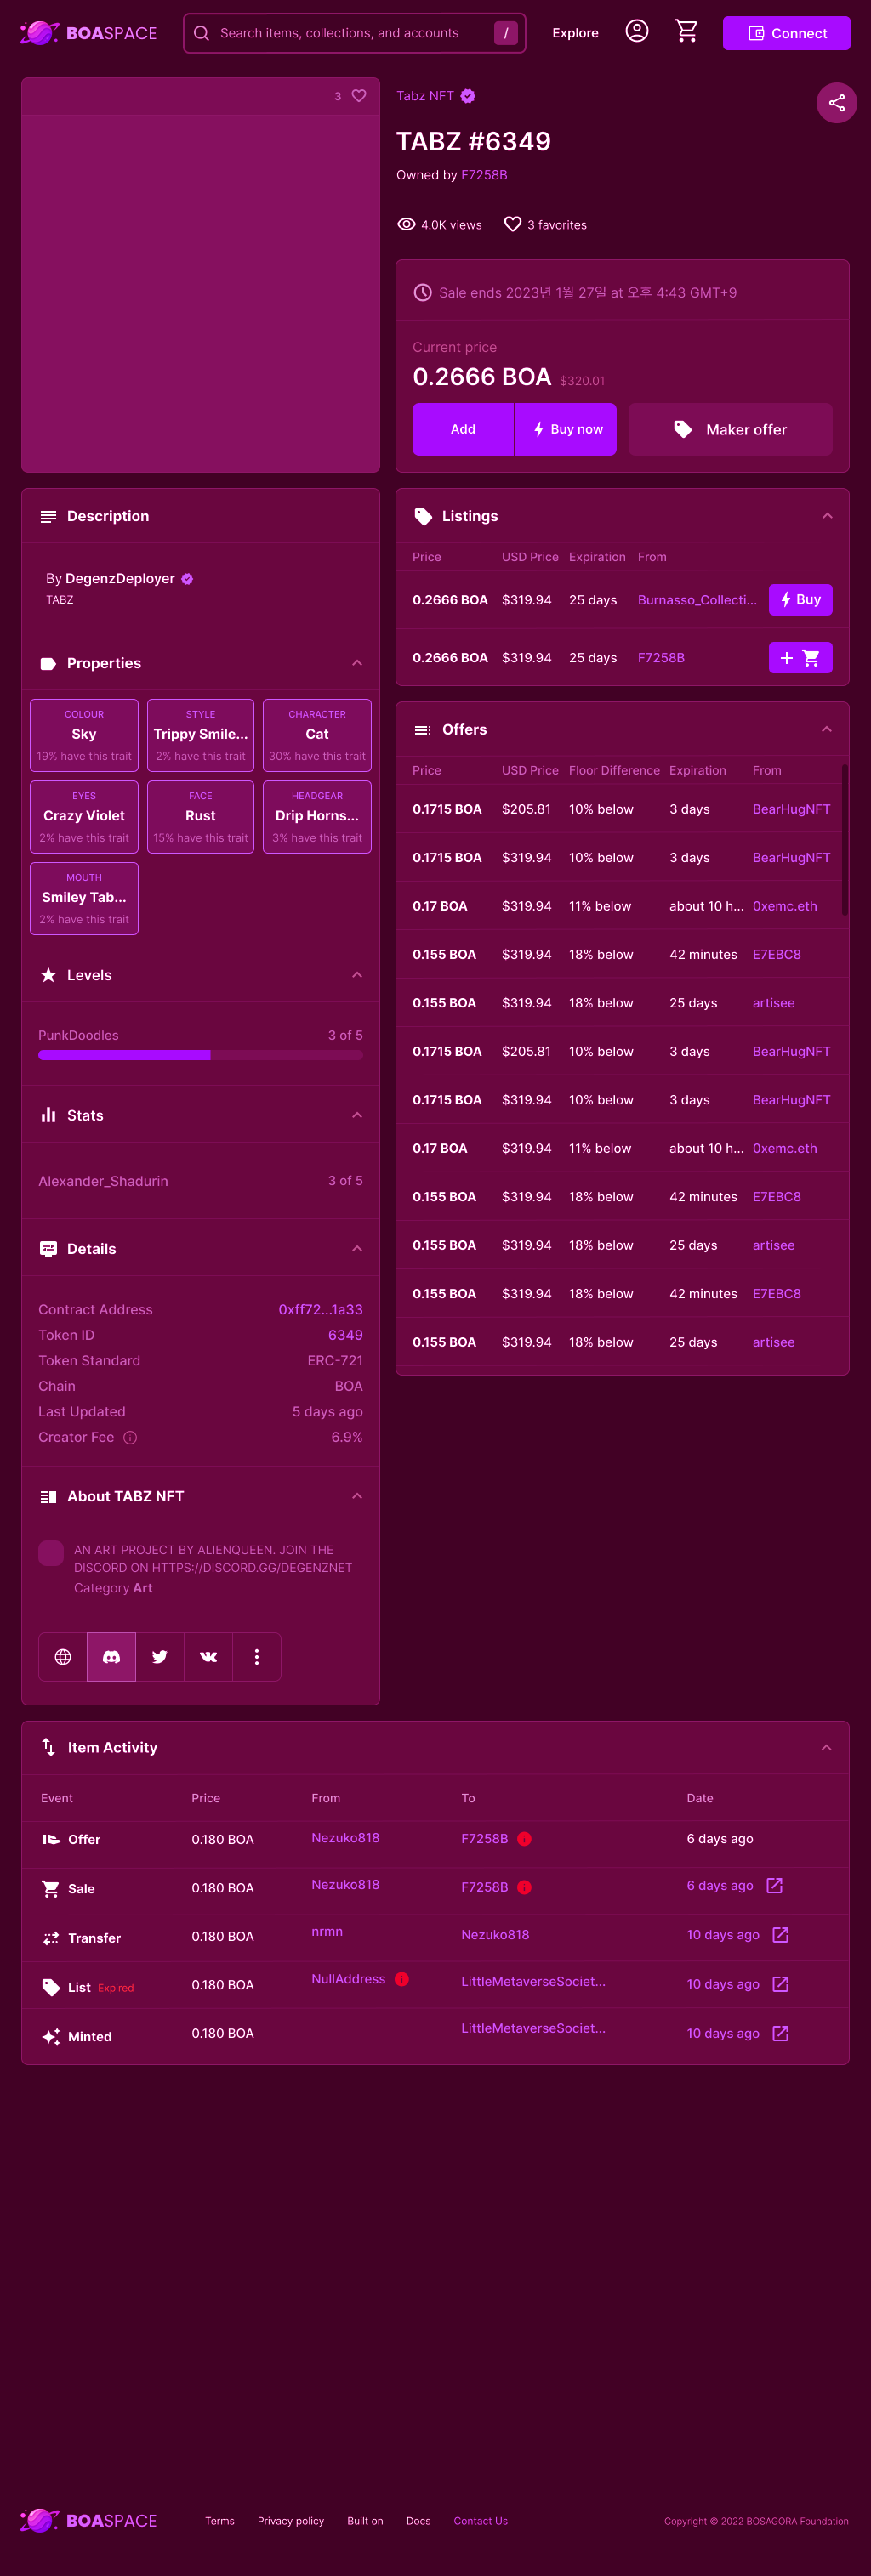 BOASPACE
Search items, collections, and accounts
/
Explore
Connect
3
Tabz NFT
TABZ #6349
Owned by F7258B
4.0K views 3 favorites
Sale ends 2023년 1월 27일 at 오후 4:43 GMT+9
Current price
0.2666 BOA $320.01
Add Buy now Maker offer
Description
By DegenzDeployer
TABZ
Properties
COLOUR STYLE CHARACTER
Sky Trippy Smile... Cat
19% have this trait 2% have this trait 30% have this trait
EYES FACE HEADGEAR
Crazy Violet Rust Drip Horns...
2% have this trait 15% have this trait 3% have this trait
MOUTH
Smiley Tab...
2% have this trait
Levels
PunkDoodles 3 of 5
Stats
Alexander_Shadurin 3 of 5
Details
Contract Address 0xff72...1a33
Token ID 6349
Token Standard ERC-721
Chain BOA
Last Updated 5 days ago
Creator Fee 6.9%
About TABZ NFT
AN ART PROJECT BY ALIENQUEEN. JOIN THE
DISCORD ON HTTPS://DISCORD.GG/DEGENZNET
Category Art
Listings
Price USD Price Expiration From
0.2666 BOA $319.94 25 days Burnasso_Collecti... Buy
0.2666 BOA $319.94 25 days F7258B
Offers
Price USD Price Floor Difference Expiration From
0.1715 BOA $205.81 10% below 3 days BearHugNFT
0.1715 BOA $319.94 10% below 3 days BearHugNFT
0.17 BOA $319.94 11% below about 10 h... 0xemc.eth
0.155 BOA $319.94 18% below 42 minutes E7EBC8
0.155 BOA $319.94 18% below 25 days artisee
0.1715 BOA $205.81 10% below 3 days BearHugNFT
0.1715 BOA $319.94 10% below 3 days BearHugNFT
0.17 BOA $319.94 11% below about 10 h... 0xemc.eth
0.155 BOA $319.94 18% below 42 minutes E7EBC8
0.155 BOA $319.94 18% below 25 days artisee
0.155 BOA $319.94 18% below 42 minutes E7EBC8
0.155 BOA $319.94 18% below 25 days artisee
Item Activity
Event Price From To Date
Offer 0.180 BOA Nezuko818 F7258B 6 days ago
Sale 0.180 BOA Nezuko818 F7258B 6 days ago
Transfer 0.180 BOA nrmn Nezuko818 10 days ago
List Expired 0.180 BOA NullAddress LittleMetaverseSociet... 10 days ago
Minted 0.180 BOA LittleMetaverseSociet... 10 days ago
BOASPACE
Terms Privacy policy Built on Docs Contact Us
Copyright © 2022 BOSAGORA Foundation